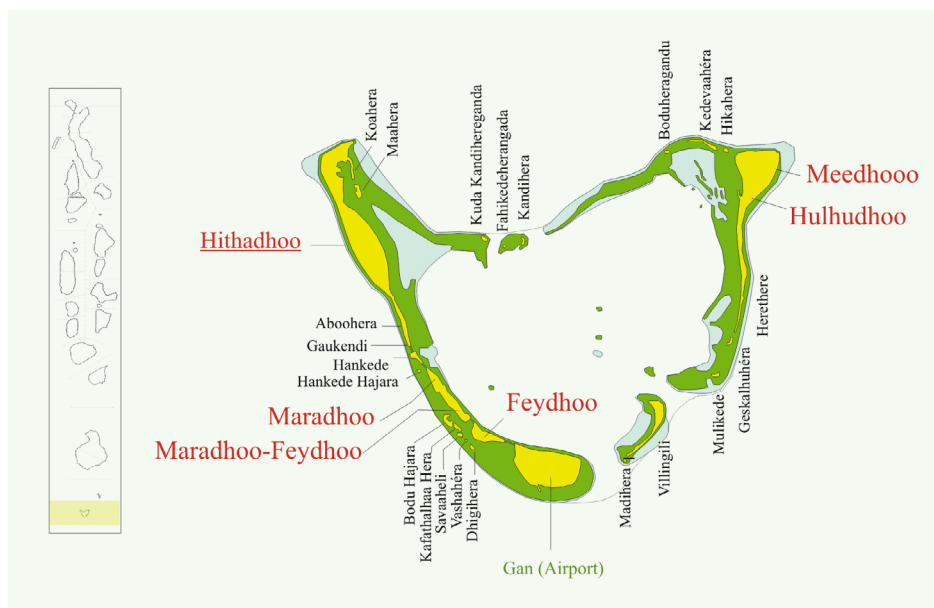 Koahera
Maahera
Kuda Kandihereganda
Fahikedeherangada
Kandihera
Boduheragandu
Kedevaahéra
Hikahera
Meedhooo
Hulhudhoo
Hithadhoo
Aboohera
Gaukendi
Hankede
Hankede Hajara
Maradhoo
Maradhoo-Feydhoo
Feydhoo
Bodu Hajara
Kafathalhaa Hera
Savaaheli
Vashahéra
Dhigihera
Madihera
Villingili
Mulikede
Geskalhuhéra
Herethere
Gan (Airport)